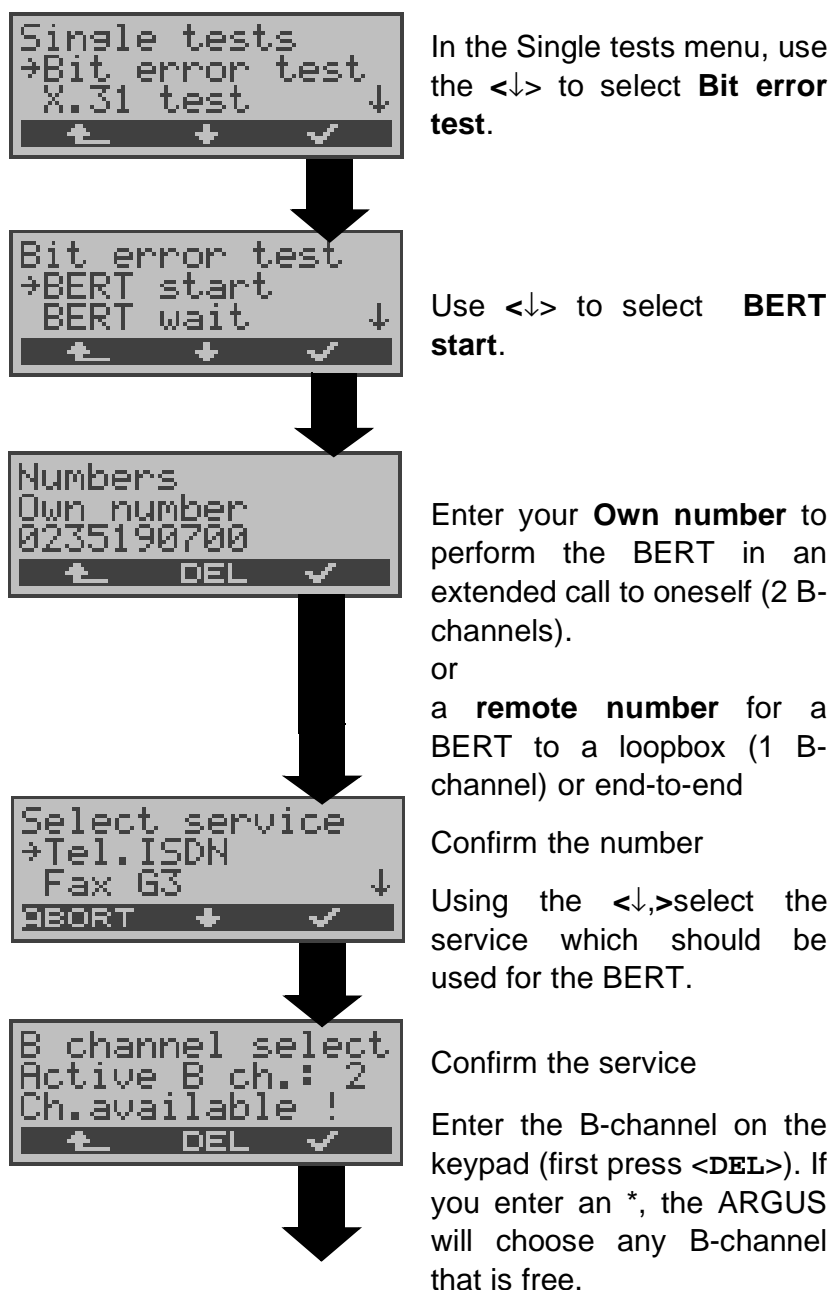 Single tests
→Bit error test
X.31 test ↓
In the Single tests menu, use
the <↓> to select Bit error
test.
Bit error test
→BERT start
BERT wait ↓
Use <↓> to select BERT
start.
Numbers
Own number
0235190700
DEL
Enter your Own number to
perform the BERT in an
extended call to oneself (2 B-
channels).
or
a remote number for a
BERT to a loopbox (1 B-
channel) or end-to-end
Select service
→Tel.ISDN
Fax G3 ↓
ABORT
Confirm the number
Using the <↓,>select the
service which should be
used for the BERT.
B channel select
Active B ch.: 2
Ch.available !
DEL
Confirm the service
Enter the B-channel on the
keypad (first press <DEL>). If
you enter an *, the ARGUS
will choose any B-channel
that is free.